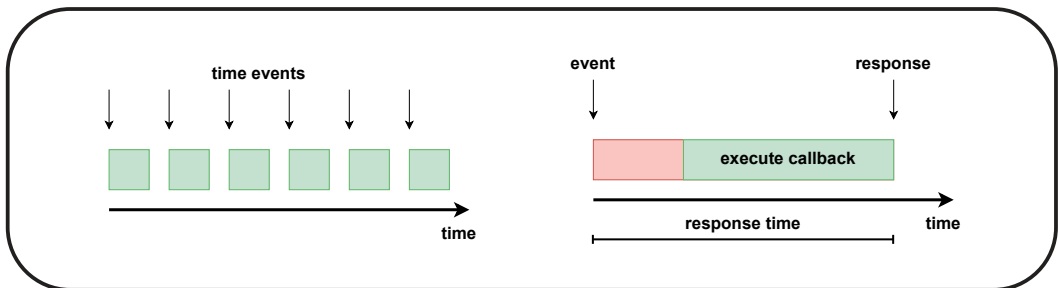 time events
time
event
response
execute callback
time
response time